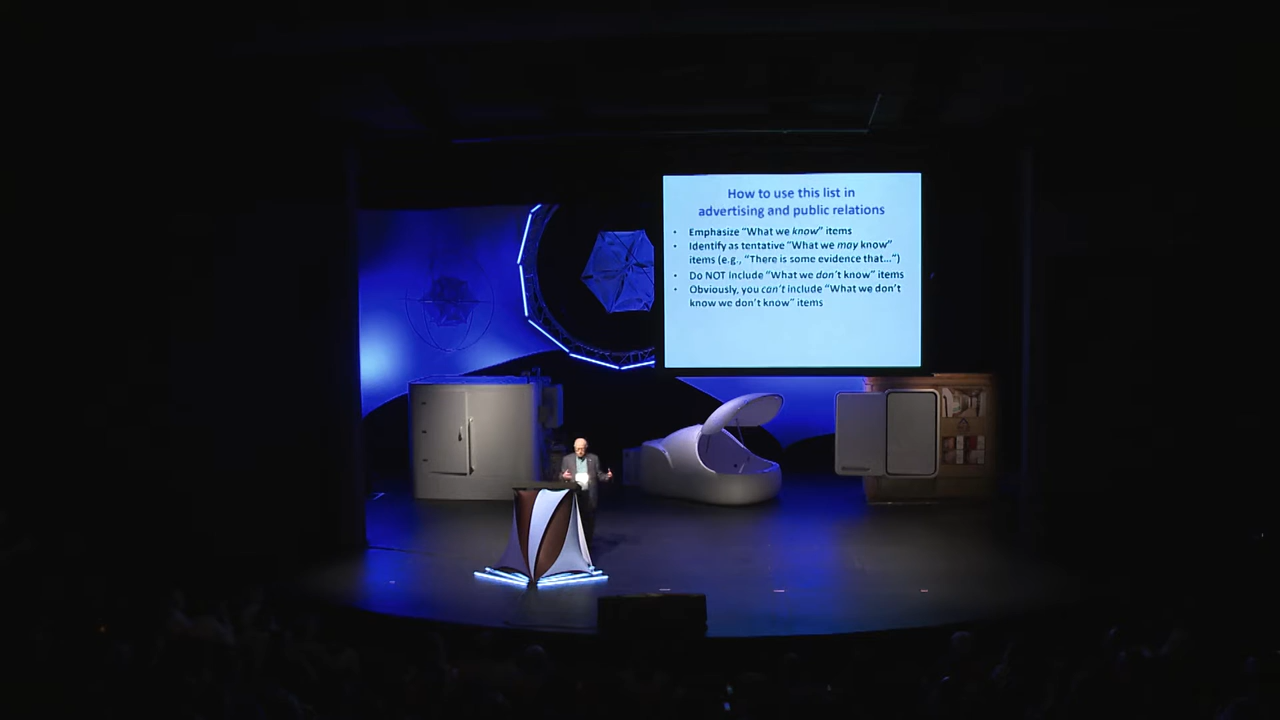 How to use this list in
advertising and public relations
• Emphasize “What we know” items
• Identify as tentative “What we may know”
items (e.g., “There is some evidence that...”)
• Do NOT Include “What we don’t know” items
• Obviously, you can’t include “What we don’t
know we don’t know” items